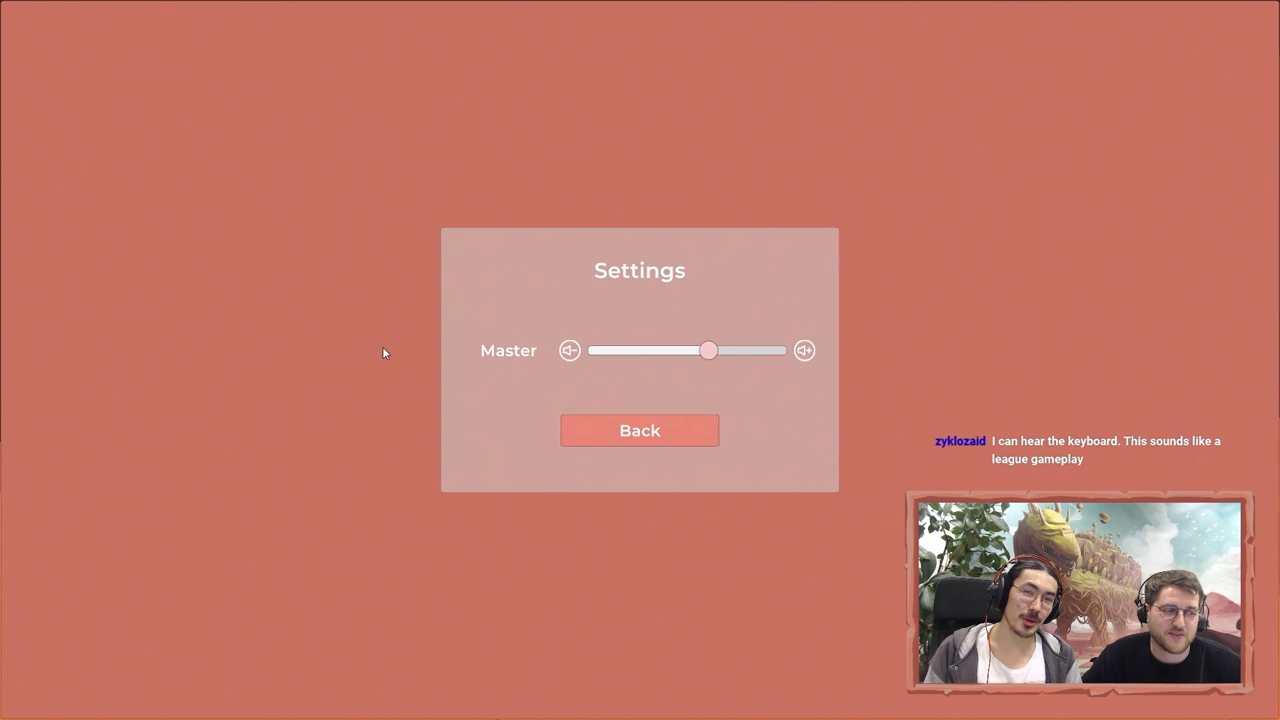 Settings
Master
Back
zyklozaid I can hear the keyboard. This sounds like a
league gameplay